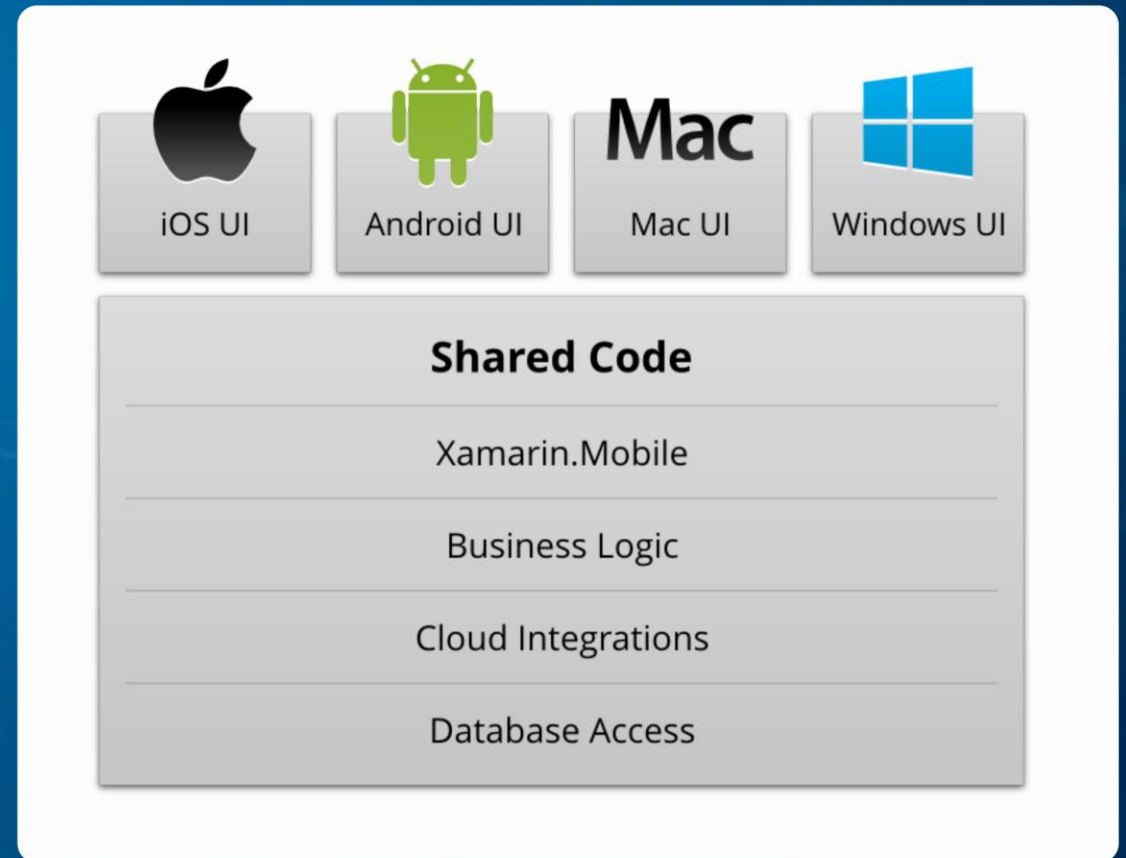 Mac
iOS UI
Android UI
Mac UI
Windows UI
Shared Code
Xamarin.Mobile
Business Logic
Cloud Integrations
Database Access